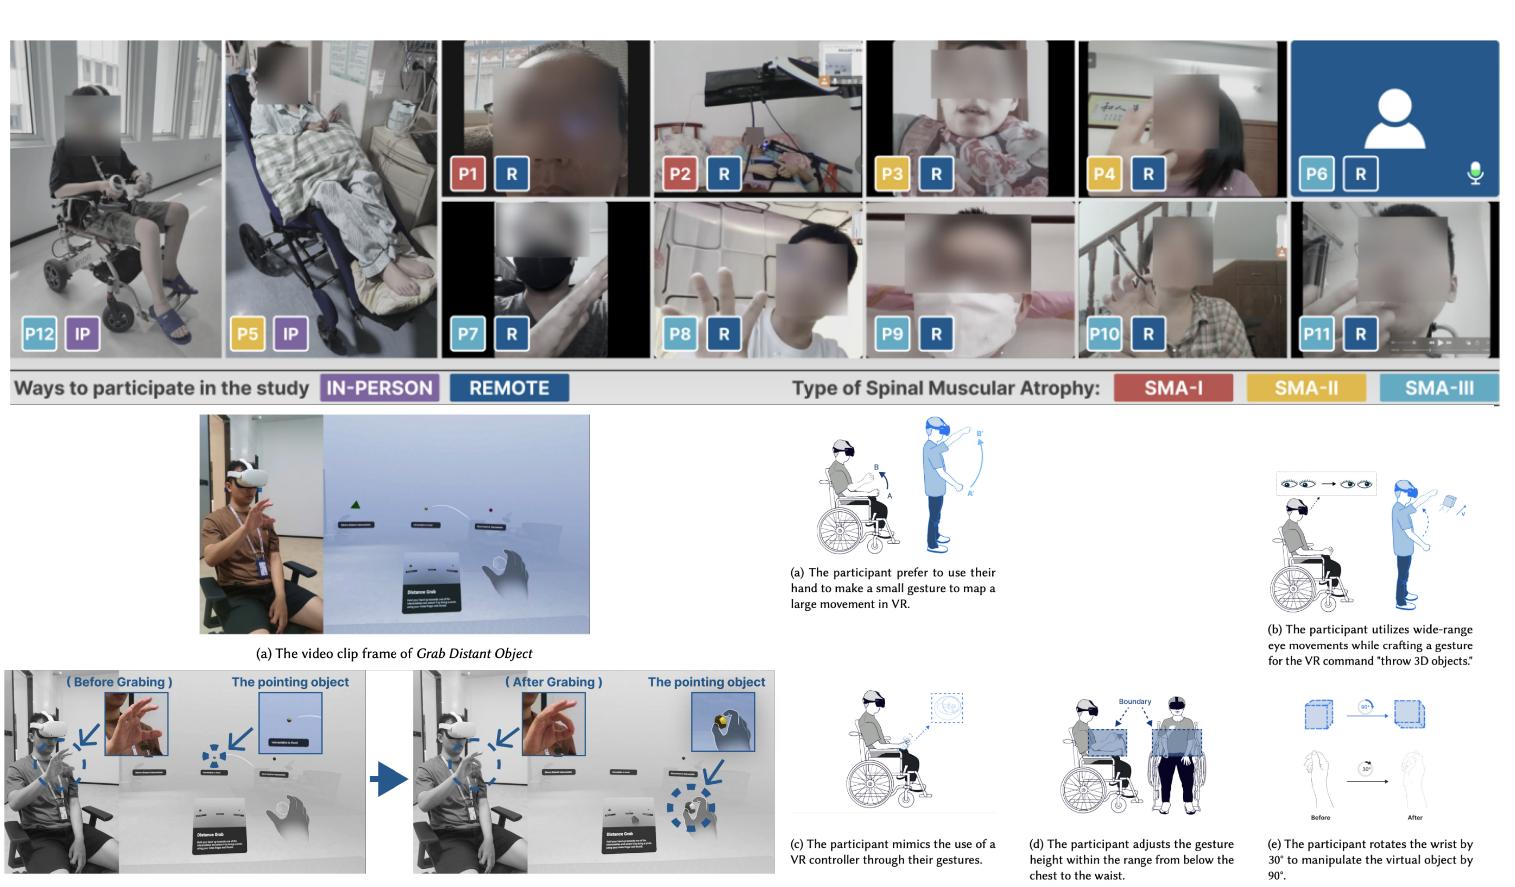 P1 R
P2 R
P3 R
P4 R
P6 R
P12 IP
P5 IP
P7 R
P8 R
P9 R
P10 R
P11 R
Ways to participate in the study IN-PERSON REMOTE
Type of Spinal Muscular Atrophy: SMA-I SMA-II SMA-III
Distance Grab
(a) The video clip frame of Grab Distant Object
( Before Grabing )
The pointing object
Distance Grab
( After Grabing )
The pointing object
Distance Grab
A
B
A'
B'
(a) The participant prefer to use their
hand to make a small gesture to map a
large movement in VR.
v
(b) The participant utilizes wide-range
eye movements while crafting a gesture
for the VR command "throw 3D objects."
(c) The participant mimics the use of a
VR controller through their gestures.
Boundary
(d) The participant adjusts the gesture
height within the range from below the
chest to the waist.
90°
30°
Before
After
(e) The participant rotates the wrist by
30° to manipulate the virtual object by
90°.